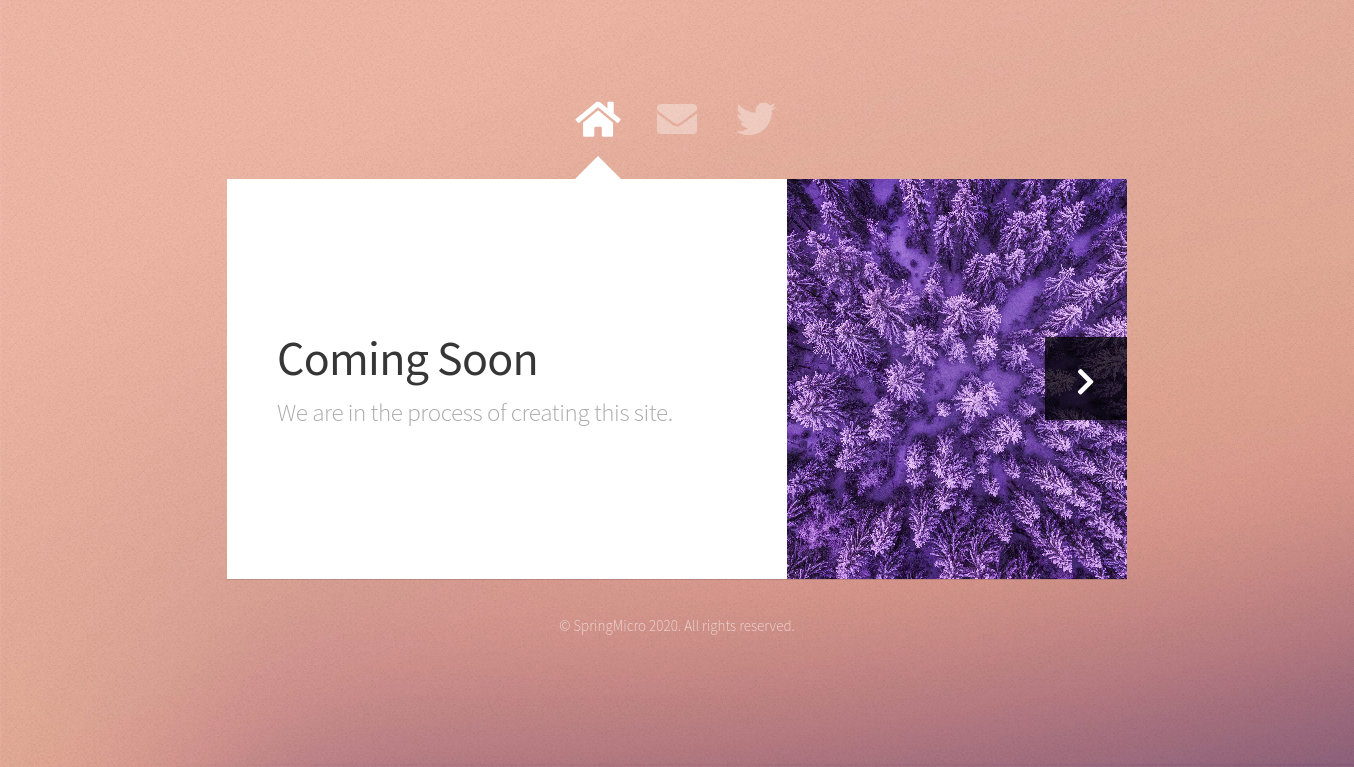 Coming Soon
We are in the process of creating this site.
© SpringMicro 2020. All rights reserved.